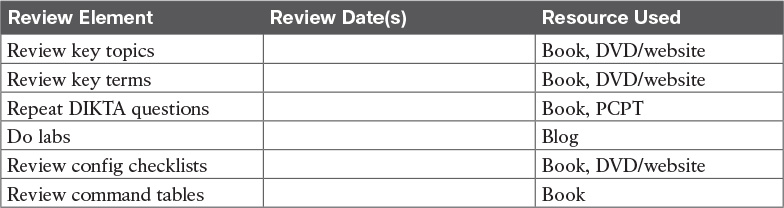 Review Element Review Date(s) Resource Used
Review key topics Book, DVD/website
Review key terms Book, DVD/website
Repeat DIKTA questions Book, PCPT
Do labs Blog
Review config checklists Book, DVD/website
Review command tables Book